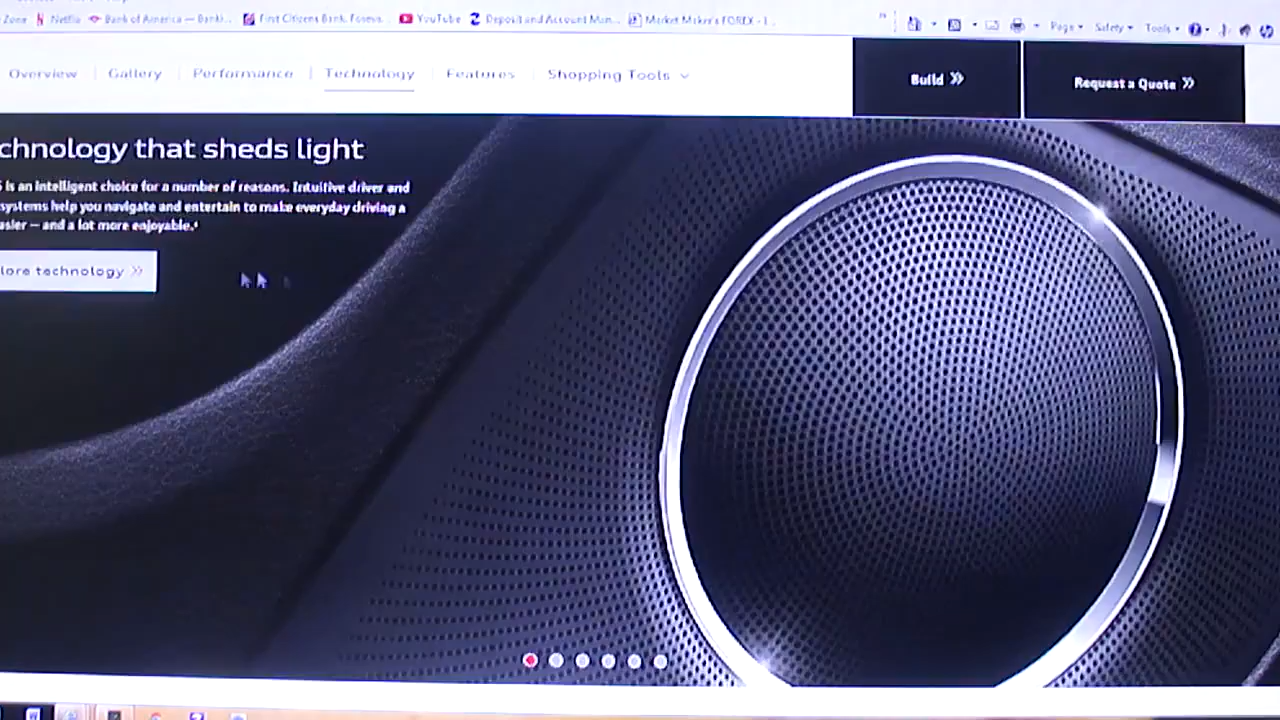 Zone Netflix Bank of America — Banki... First Citizens Bank. Foreve... YouTube Deposit and Account Man... Market Maker's FOREX - I...
Page Safety Tools
Overview Gallery Performance Technology Features Shopping Tools
Build
Request a Quote
chnology that sheds light
is an intelligent choice for a number of reasons. Intuitive driver and
systems help you navigate and entertain to make everyday driving a
asier — and a lot more enjoyable.
lore technology